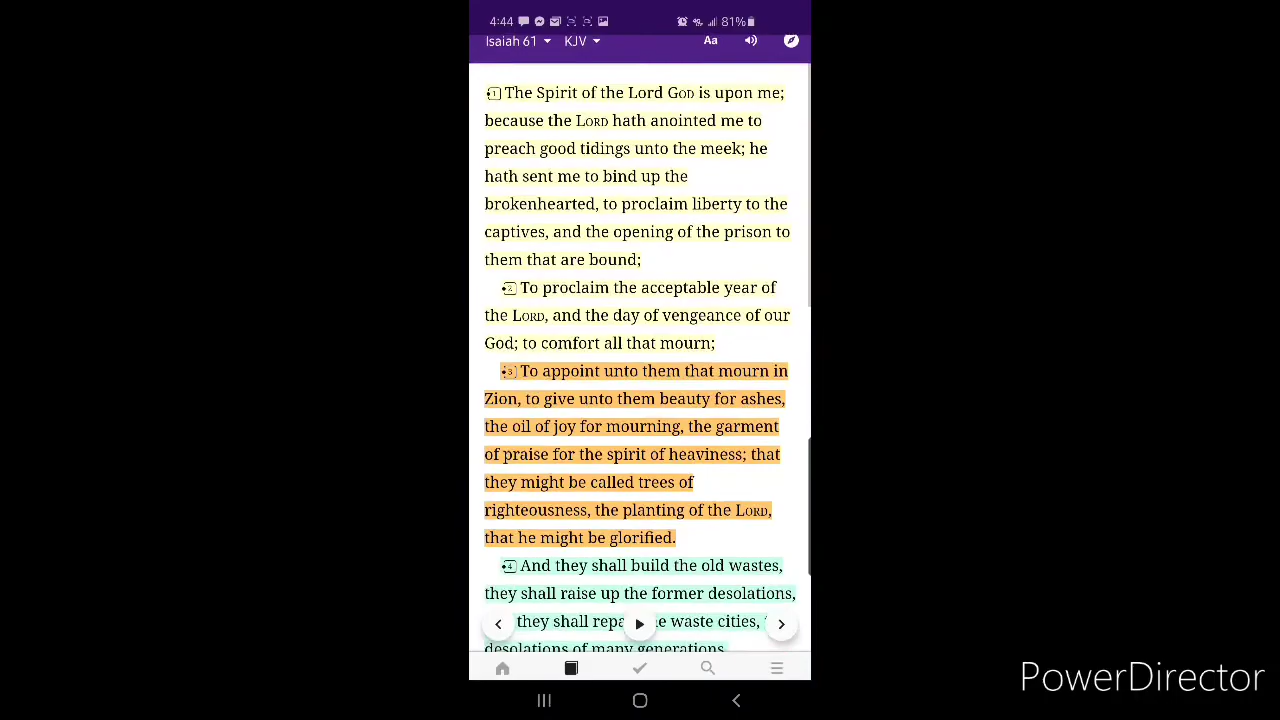 4:44 81%
Isaiah 61 KJV Aa
1 The Spirit of the Lord GOD is upon me;
because the LORD hath anointed me to
preach good tidings unto the meek; he
hath sent me to bind up the
brokenhearted, to proclaim liberty to the
captives, and the opening of the prison to
them that are bound;
2 To proclaim the acceptable year of
the LORD, and the day of vengeance of our
God; to comfort all that mourn;
3 To appoint unto them that mourn in
Zion, to give unto them beauty for ashes,
the oil of joy for mourning, the garment
of praise for the spirit of heaviness; that
they might be called trees of
righteousness, the planting of the LORD,
that he might be glorified.
4 And they shall build the old wastes,
they shall raise up the former desolations,
they shall waste cities,
desolations of many generations.
PowerDirector